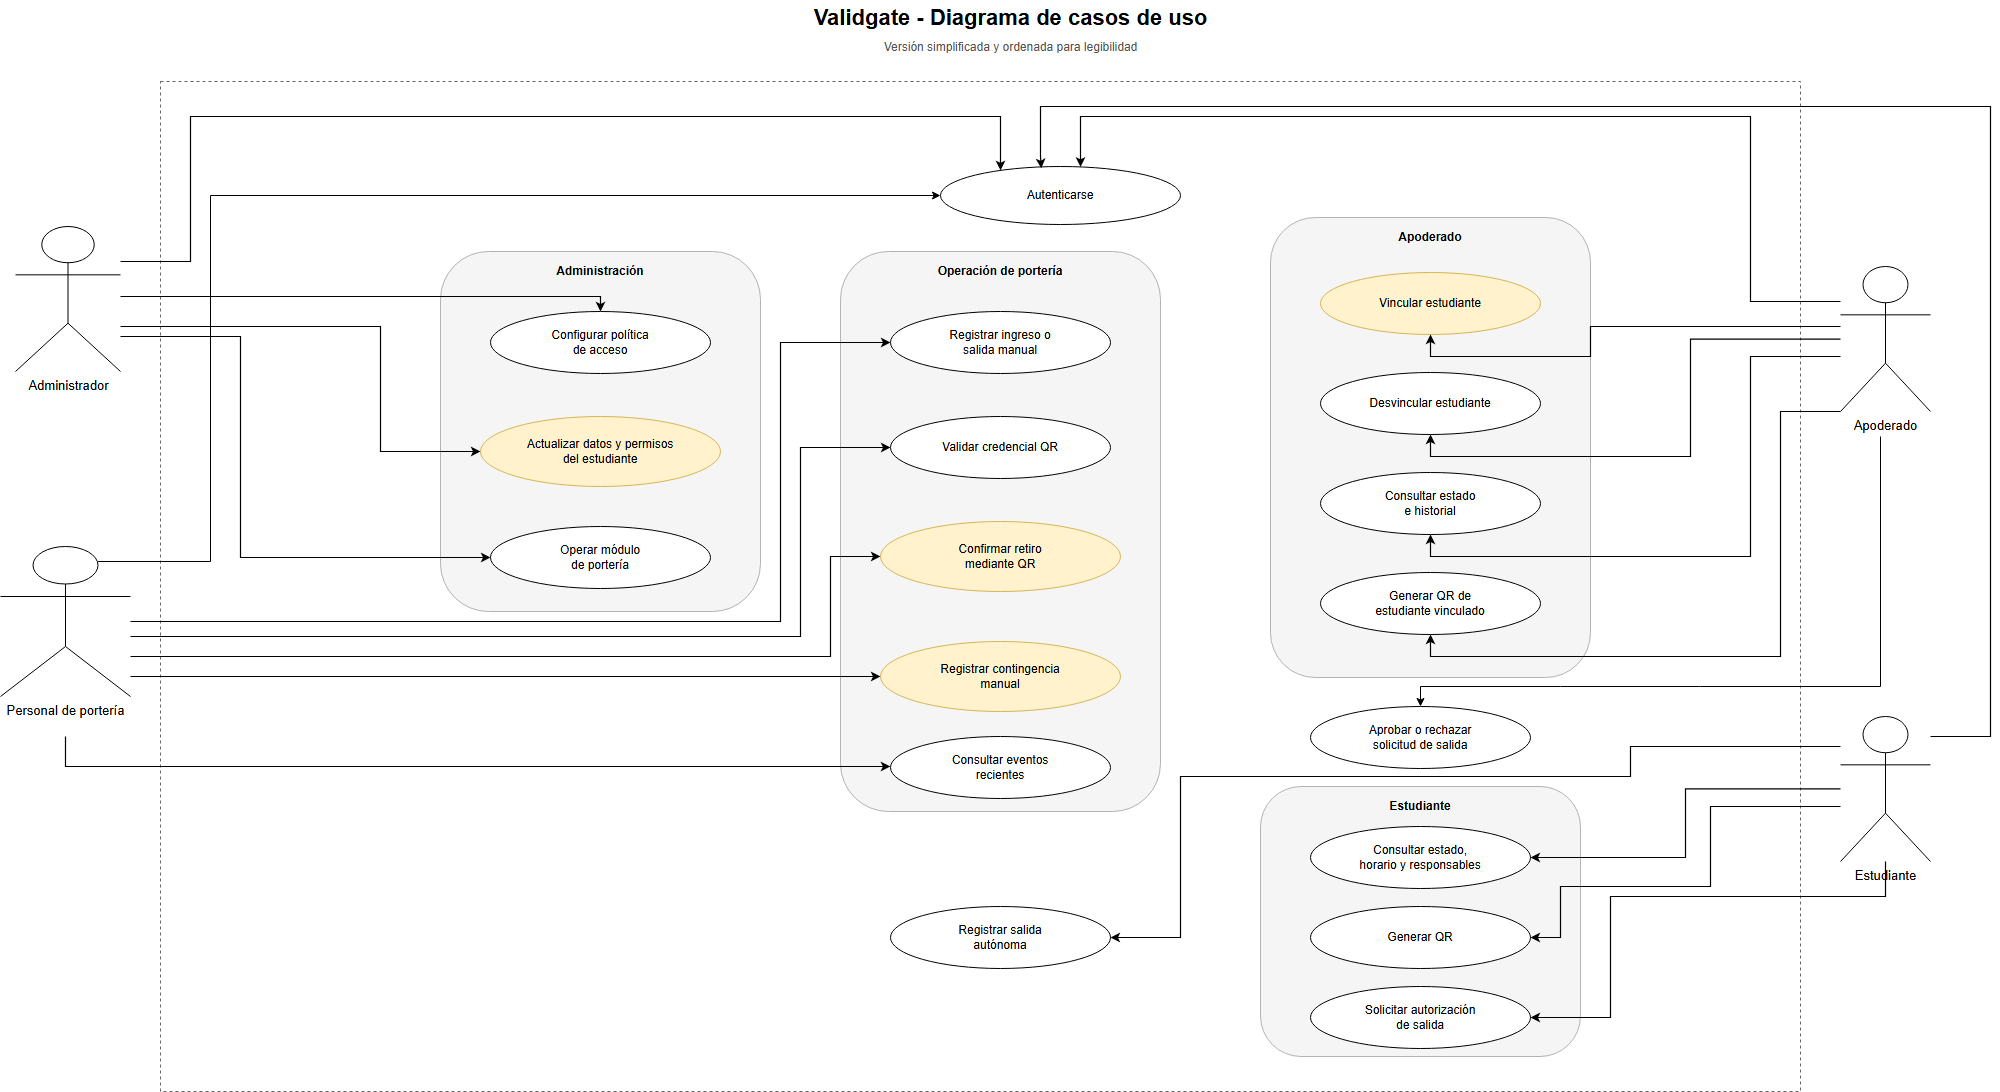 Validgate - Diagrama de casos de uso
Versión simplificada y ordenada para legibilidad
Autenticarse
Administrador
Personal de portería
Administración
Configurar política
de acceso
Actualizar datos y permisos
del estudiante
Operar módulo
de portería
Operación de portería
Registrar ingreso o
salida manual
Validar credencial QR
Confirmar retiro
mediante QR
Registrar contingencia
manual
Consultar eventos
recientes
Registrar salida
autónoma
Apoderado
Vincular estudiante
Desvincular estudiante
Consultar estado
e historial
Generar QR de
estudiante vinculado
Aprobar o rechazar
solicitud de salida
Estudiante
Consultar estado,
horario y responsables
Generar QR
Solicitar autorización
de salida
Apoderado
Estudiante